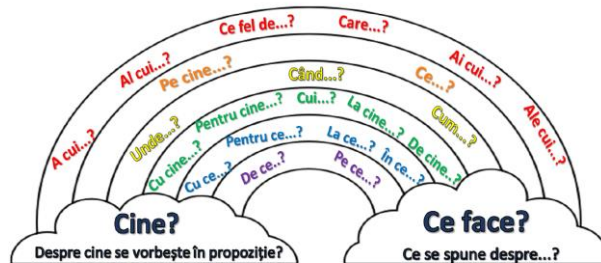 A cui...? Al cui...? Ce fel de...? Care...? Ai cui...? Ale cui...?
Pe cine...? Ce...?
Unde...? Când...? Cum...?
Cu cine...? Pentru cine...? Cui...? La cine...? De cine...?
Cu ce...? Pentru ce...? La ce...? În ce...?
De ce..? Pe ce...?
Cine?
Despre cine se vorbește în propoziție?
Ce face?
Ce se spune despre...?